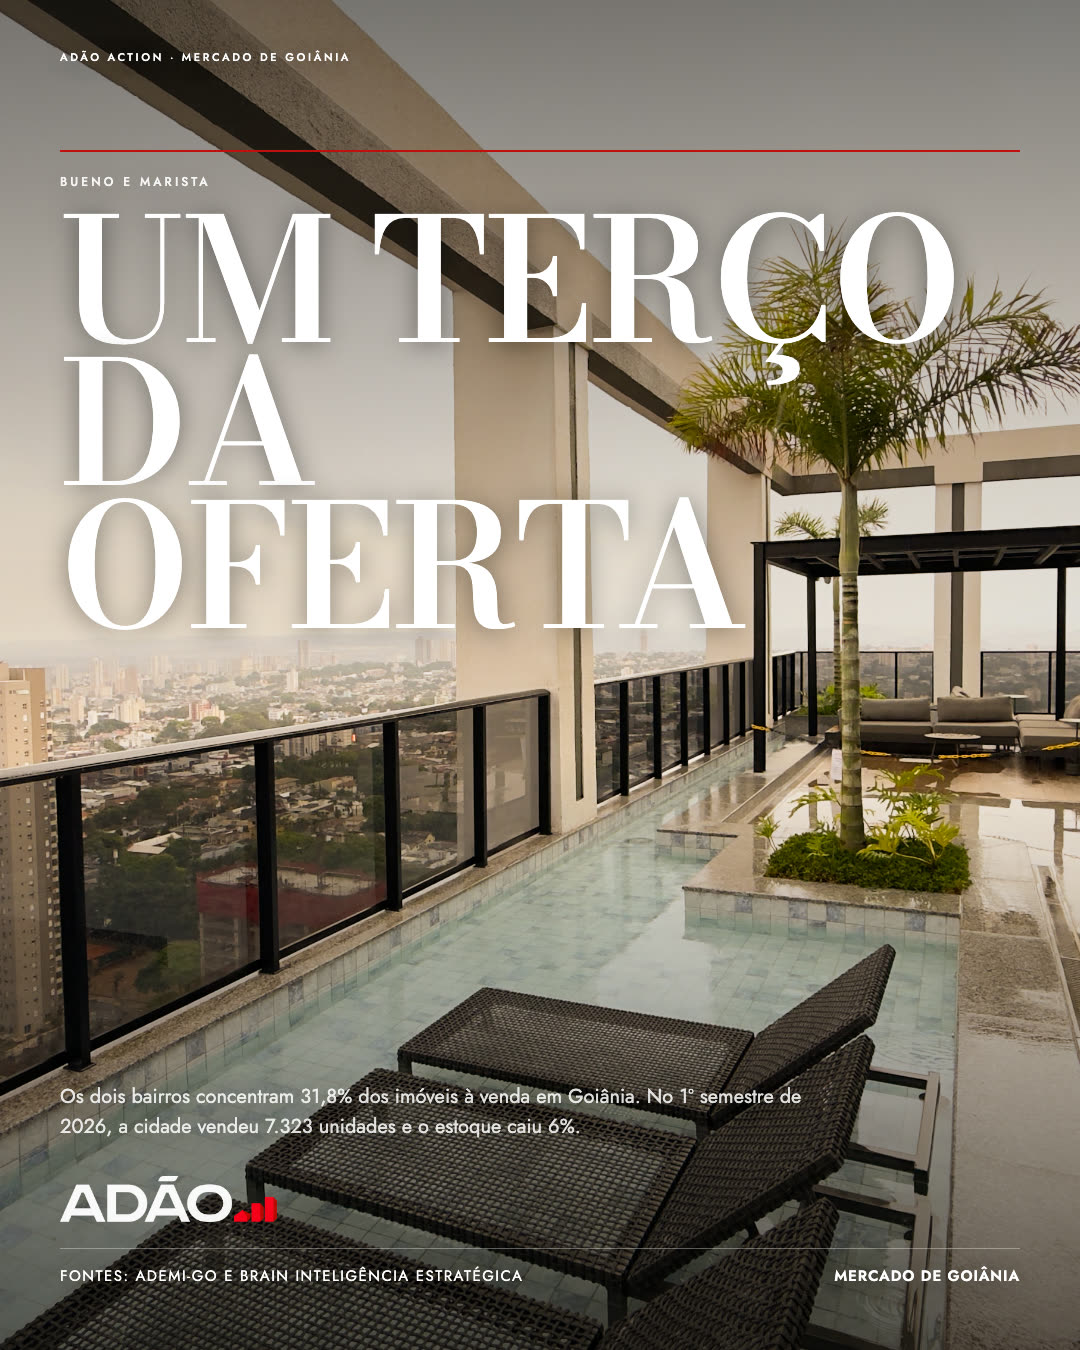 ADÃO ACTION · MERCADO DE GOIÂNIA
BUENO E MARISTA
UM TERÇO
DA
OFERTA
Os dois bairros concentram 31,8% dos imóveis à venda em Goiânia. No 1º semestre de
2026, a cidade vendeu 7.323 unidades e o estoque caiu 6%.
ADÃO
FONTES: ADEMI-GO E BRAIN INTELIGÊNCIA ESTRATÉGICA
MERCADO DE GOIÂNIA